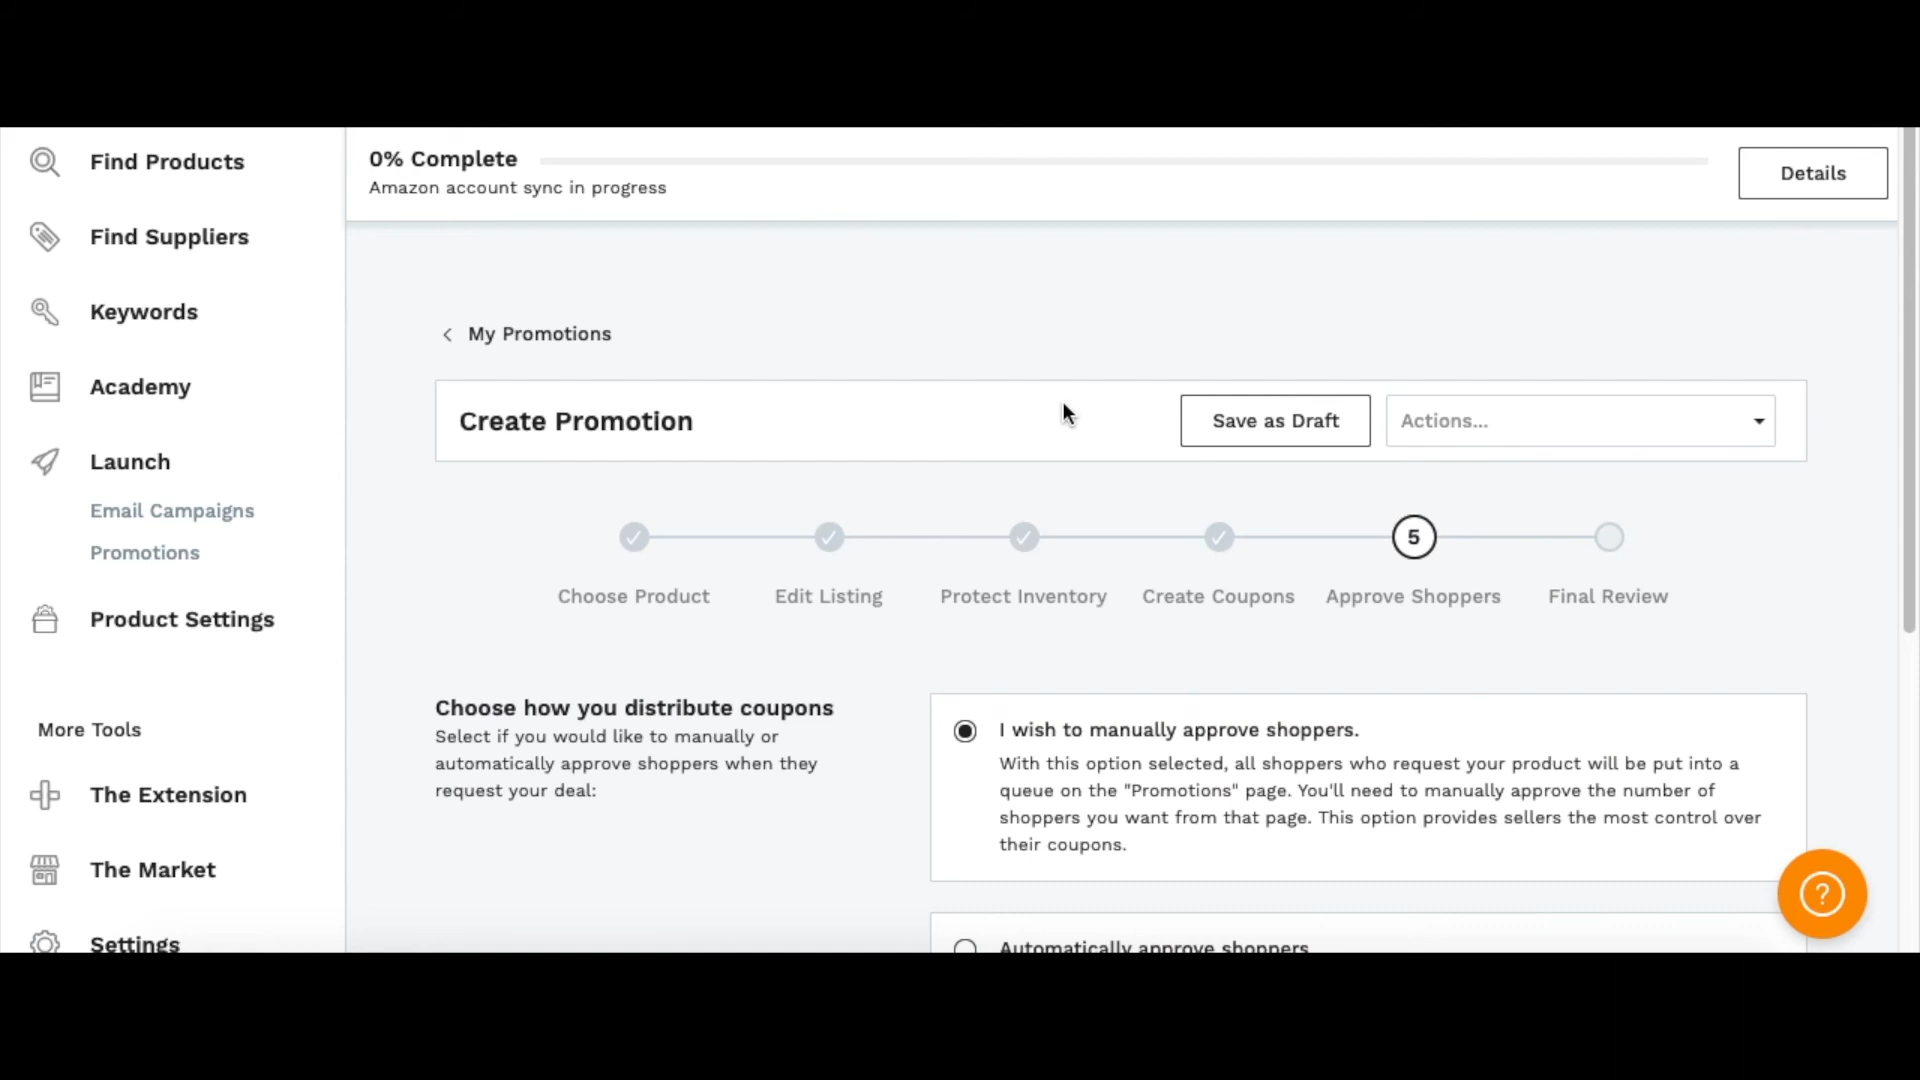 Find Products
Find Suppliers
Keywords
Academy
Launch
Email Campaigns
Promotions
Product Settings
More Tools
The Extension
The Market
Settings
0% Complete
Amazon account sync in progress
Details
My Promotions
Create Promotion
Save as Draft
Actions...
5
Choose Product
Edit Listing
Protect Inventory
Create Coupons
Approve Shoppers
Final Review
Choose how you distribute coupons
Select if you would like to manually or
automatically approve shoppers when they
request your deal:
I wish to manually approve shoppers.
With this option selected, all shoppers who request your product will be put into a
queue on the "Promotions" page. You'll need to manually approve the number of
shoppers you want from that page. This option provides sellers the most control over
their coupons.
Automatically approve shoppers
?